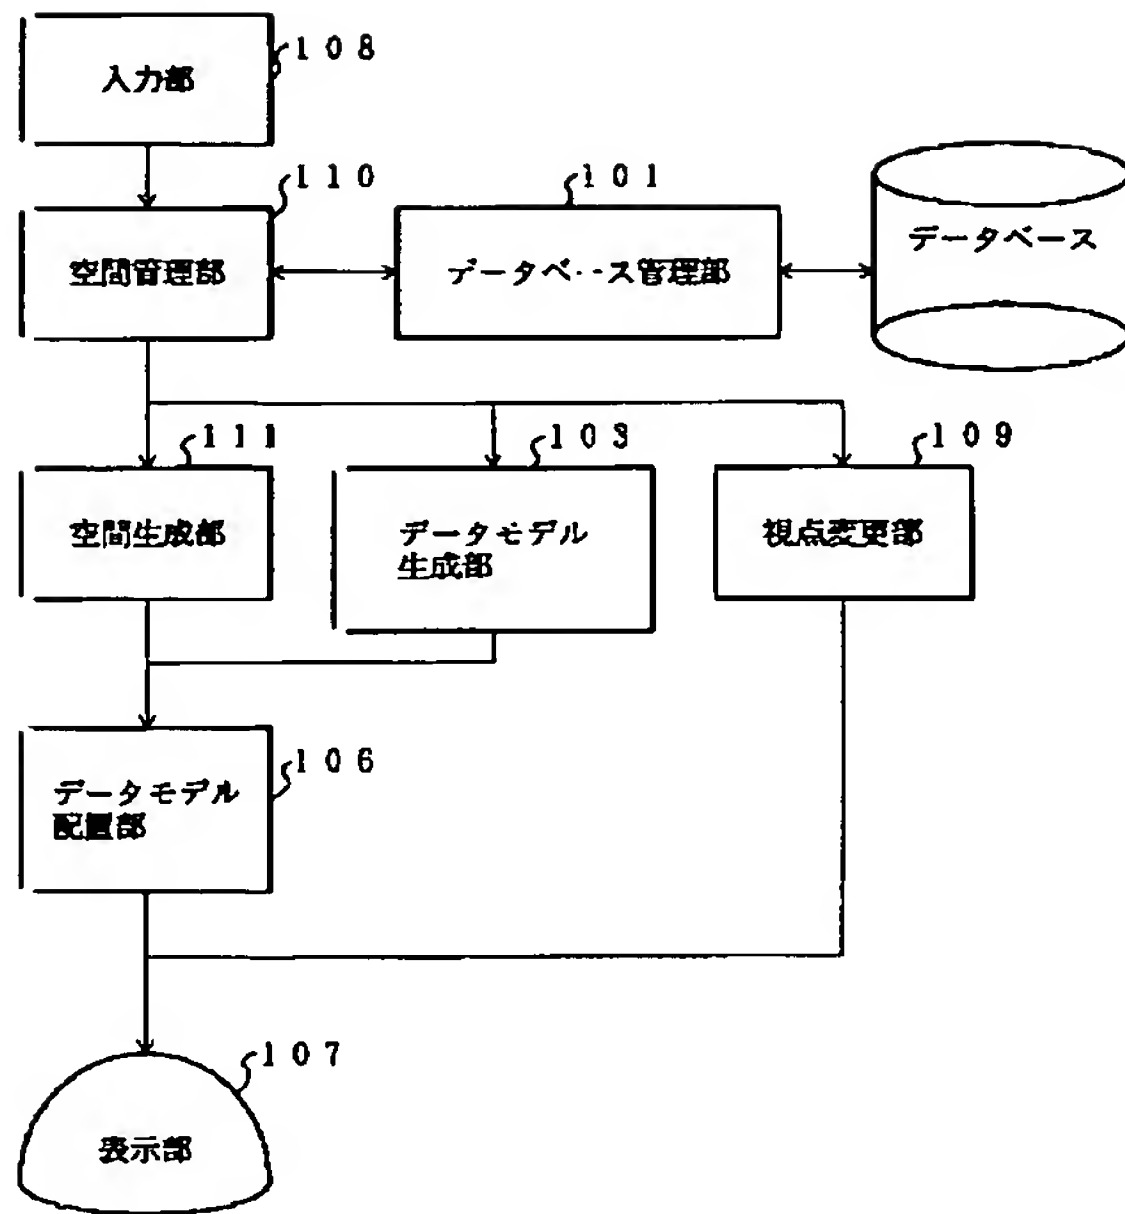 108
入力部
110
空間管理部
101
データベース管理部
データベース
111
空間生成部
103
データモデル
生成部
109
視点変更部
106
データモデル
配置部
107
表示部